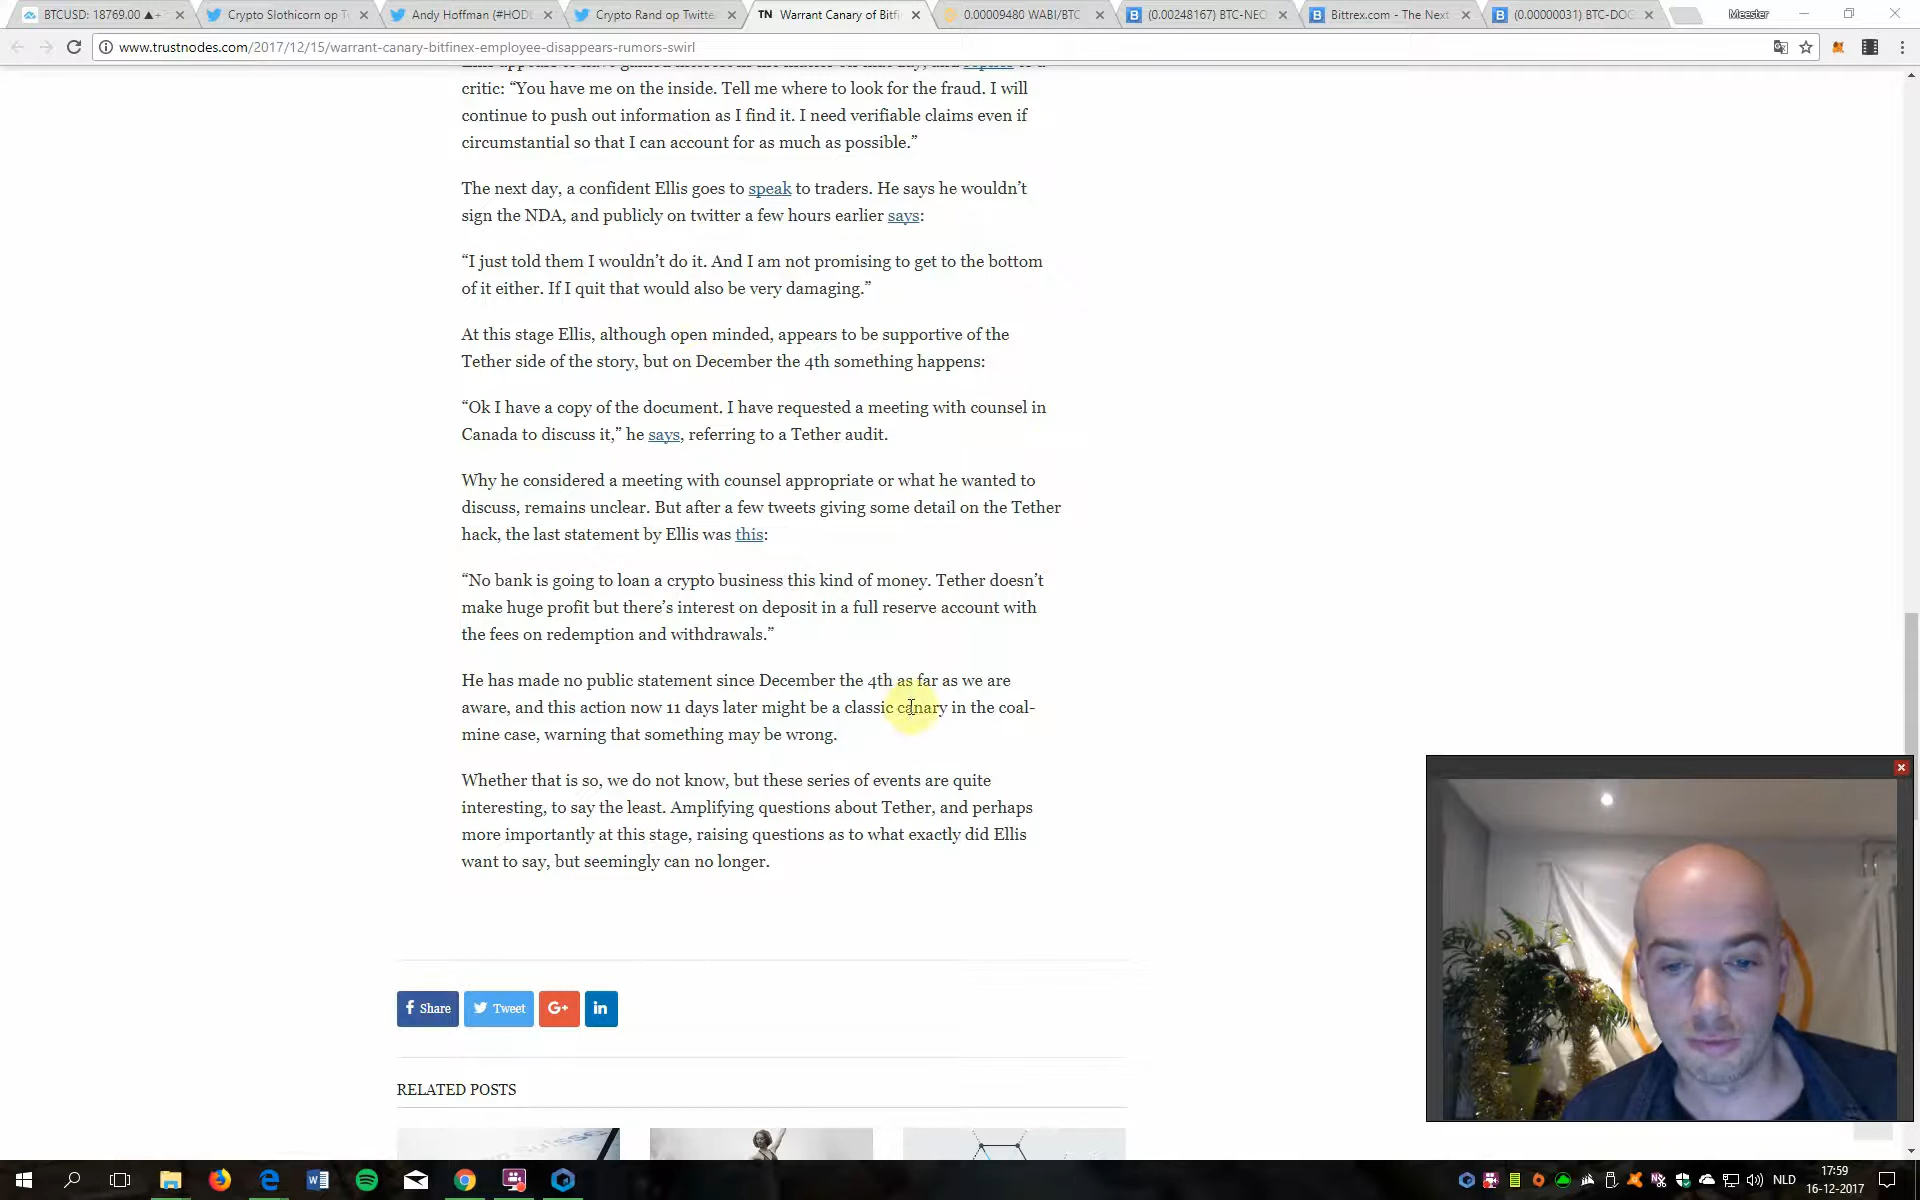 BTCUSD: 18769.00 ▲+
Crypto Slothicorn op T
Andy Hoffman (#HODL
Crypto Rand op Twitte
TN Warrant Canary of Bitfi
0.00009480 WABI/BTC
(0.00248167) BTC-NEO
Bittrex.com - The Next
(0.00000031) BTC-DOG
Meester
www.trustnodes.com/2017/12/15/warrant-canary-bitfinex-employee-disappears-rumors-swirl
critic: “You have me on the inside. Tell me where to look for the fraud. I will
continue to push out information as I find it. I need verifiable claims even if
circumstantial so that I can account for as much as possible.”
The next day, a confident Ellis goes to speak to traders. He says he wouldn’t
sign the NDA, and publicly on twitter a few hours earlier says:
“I just told them I wouldn’t do it. And I am not promising to get to the bottom
of it either. If I quit that would also be very damaging.”
At this stage Ellis, although open minded, appears to be supportive of the
Tether side of the story, but on December the 4th something happens:
“Ok I have a copy of the document. I have requested a meeting with counsel in
Canada to discuss it,” he says, referring to a Tether audit.
Why he considered a meeting with counsel appropriate or what he wanted to
discuss, remains unclear. But after a few tweets giving some detail on the Tether
hack, the last statement by Ellis was this:
“No bank is going to loan a crypto business this kind of money. Tether doesn’t
make huge profit but there’s interest on deposit in a full reserve account with
the fees on redemption and withdrawals.”
He has made no public statement since December the 4th as far as we are
aware, and this action now 11 days later might be a classic canary in the coal-
mine case, warning that something may be wrong.
Whether that is so, we do not know, but these series of events are quite
interesting, to say the least. Amplifying questions about Tether, and perhaps
more importantly at this stage, raising questions as to what exactly did Ellis
want to say, but seemingly can no longer.
Share
Tweet
G+
in
RELATED POSTS
NLD
17:59
16-12-2017